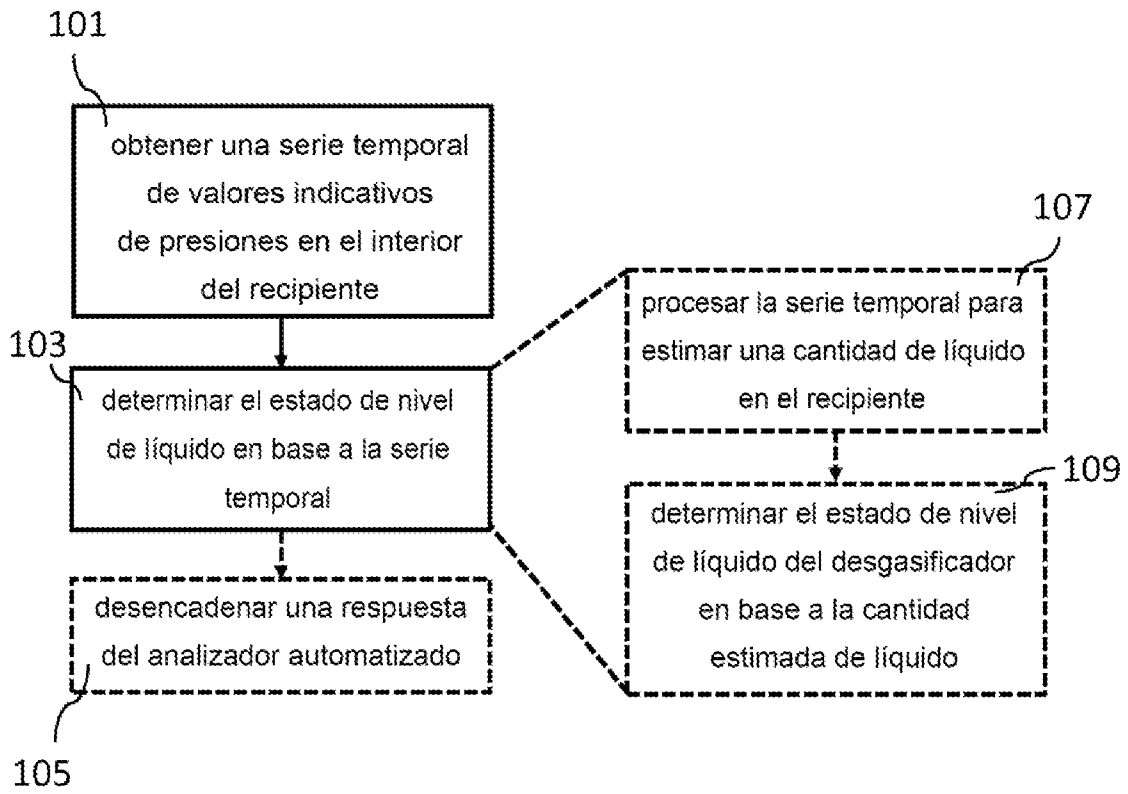 101
obtener una serie temporal
de valores indicativos
de presiones en el interior
del recipiente
103
determinar el estado de nivel
de líquido en base a la serie
temporal
desencadenar una respuesta
del analizador automatizado
105
107
procesar la serie temporal para
estimar una cantidad de líquido
en el recipiente
109
determinar el estado de nivel
de líquido del desgasificador
en base a la cantidad
estimada de líquido